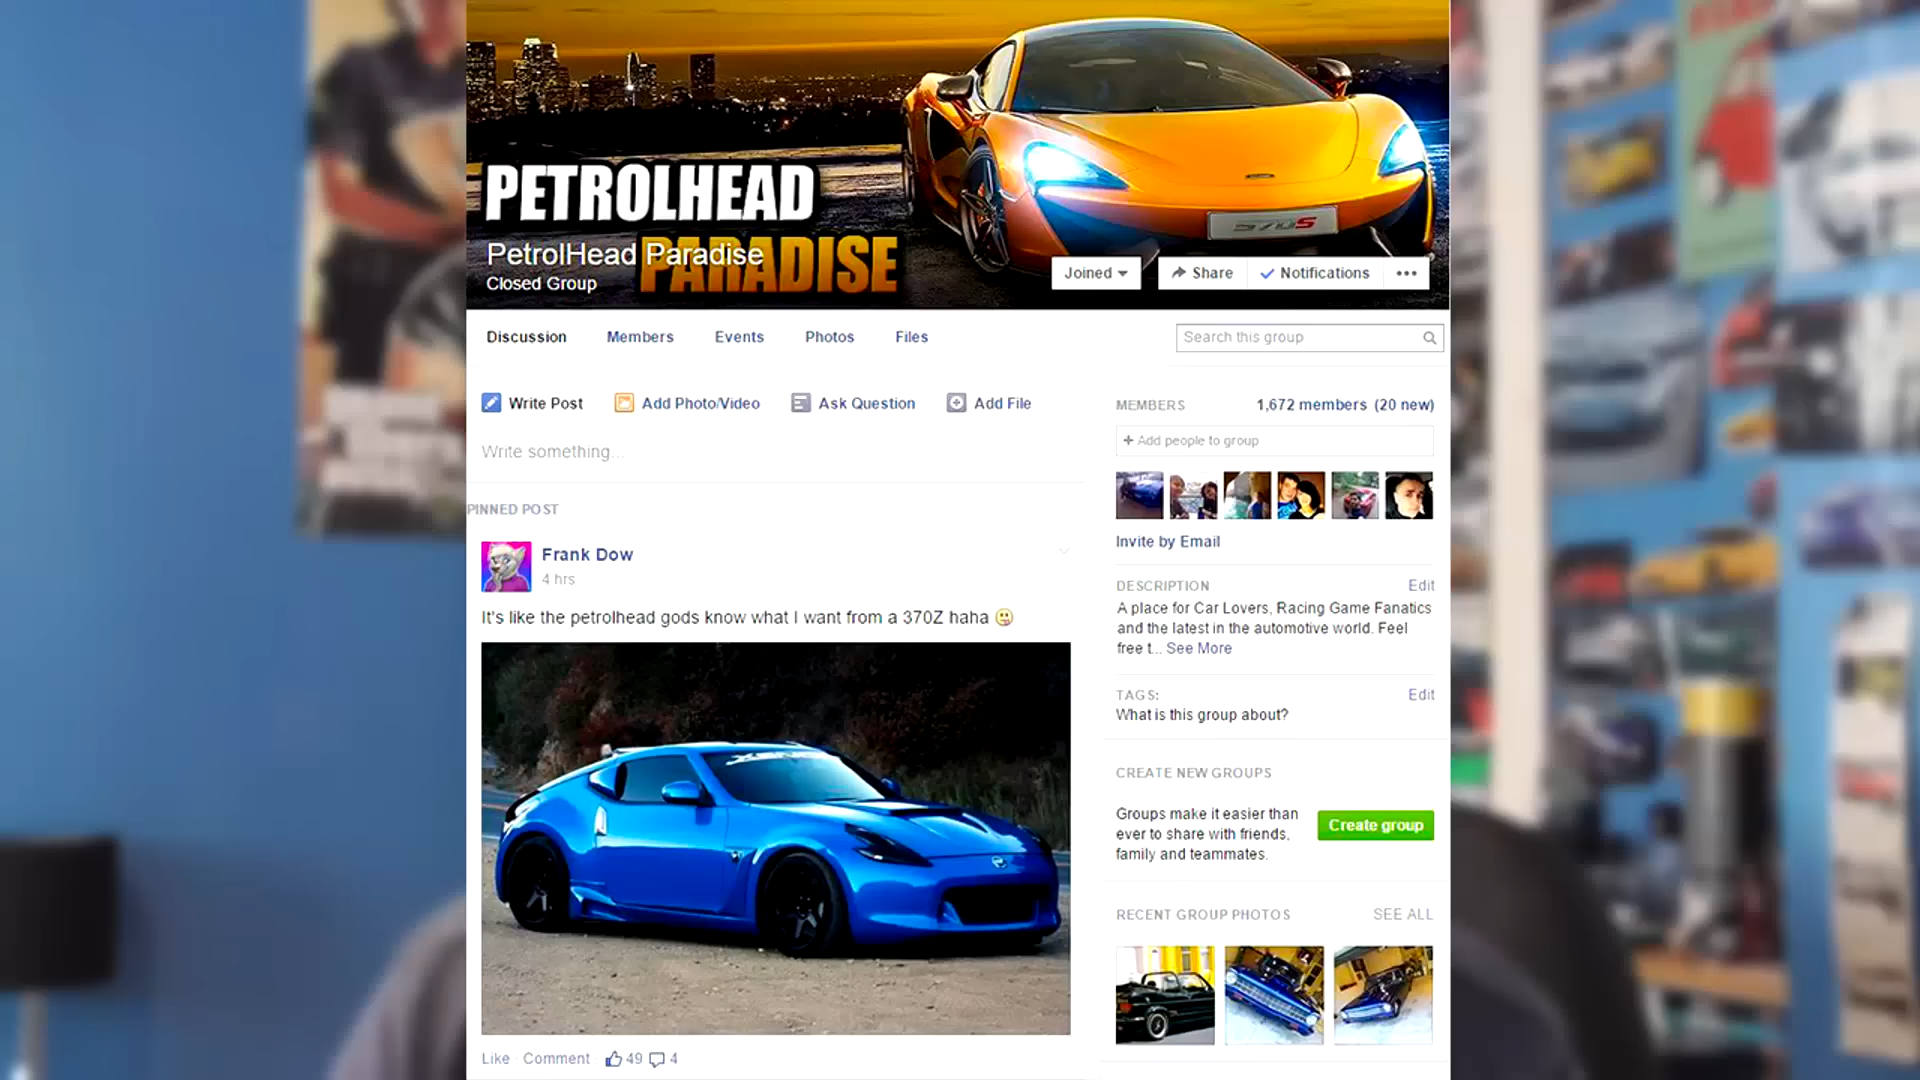 PETROLHEAD
PARADISE
PetrolHead Paradise
Closed Group
570S
Joined
Share
Notifications
Discussion
Members
Events
Photos
Files
Search this group
Write Post
Add Photo/Video
Ask Question
Add File
Write something...
PINNED POST
Frank Dow
4 hrs
It's like the petrolhead gods know what I want from a 370Z haha
Like
Comment
49
4
MEMBERS
1,672 members (20 new)
+ Add people to group
Invite by Email
DESCRIPTION
Edit
A place for Car Lovers, Racing Game Fanatics
and the latest in the automotive world. Feel
free t... See More
TAGS:
Edit
What is this group about?
CREATE NEW GROUPS
Groups make it easier than
ever to share with friends,
family and teammates.
Create group
RECENT GROUP PHOTOS
SEE ALL